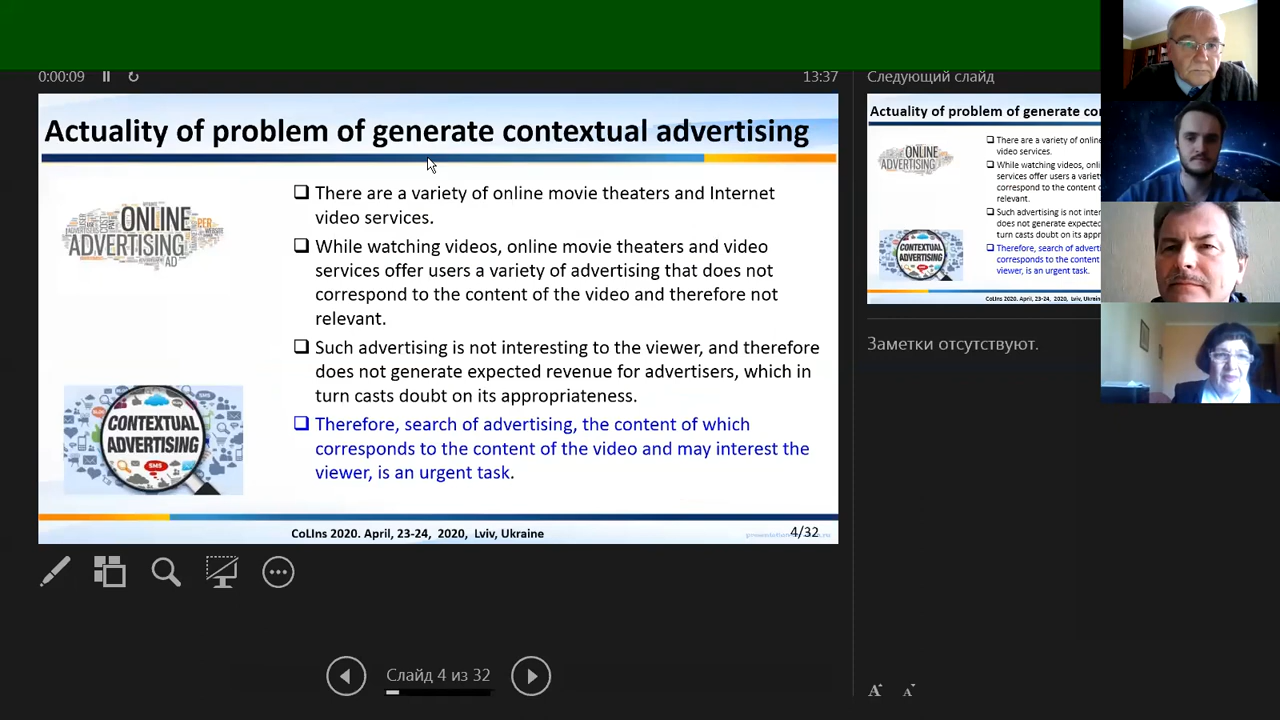 0:00:09
13:37
Следующий слайд
Actuality of problem of generate contextual advertising
ONLINE
ADVERTISING
AD
There are a variety of online movie theaters and Internet
video services.
While watching videos, online movie theaters and video
services offer users a variety of advertising that does not
correspond to the content of the video and therefore not
relevant.
Such advertising is not interesting to the viewer, and therefore
does not generate expected revenue for advertisers, which in
turn casts doubt on its appropriateness.
CONTEXTUAL
ADVERTISING
SMS
Therefore, search of advertising, the content of which
corresponds to the content of the video and may interest the
viewer, is an urgent task.
CoLIns 2020. April, 23-24, 2020, Lviv, Ukraine
4/32
Слайд 4 из 32
Actuality of problem of generate co
ONLINE
ADVERTISING
There are a variety of online
video services.
While watching videos, onli
services offer users a variet
correspond to the content o
relevant.
Such advertising is not inter
does not generate expected
turn casts doubt on its appr
CONTEXTUAL
ADVERTISING
Therefore, search of adverti
corresponds to the content
viewer, is an urgent task.
CoLIns 2020. April, 23-24, 2020, Lviv, Ukrain
Заметки отсутствуют.
A A